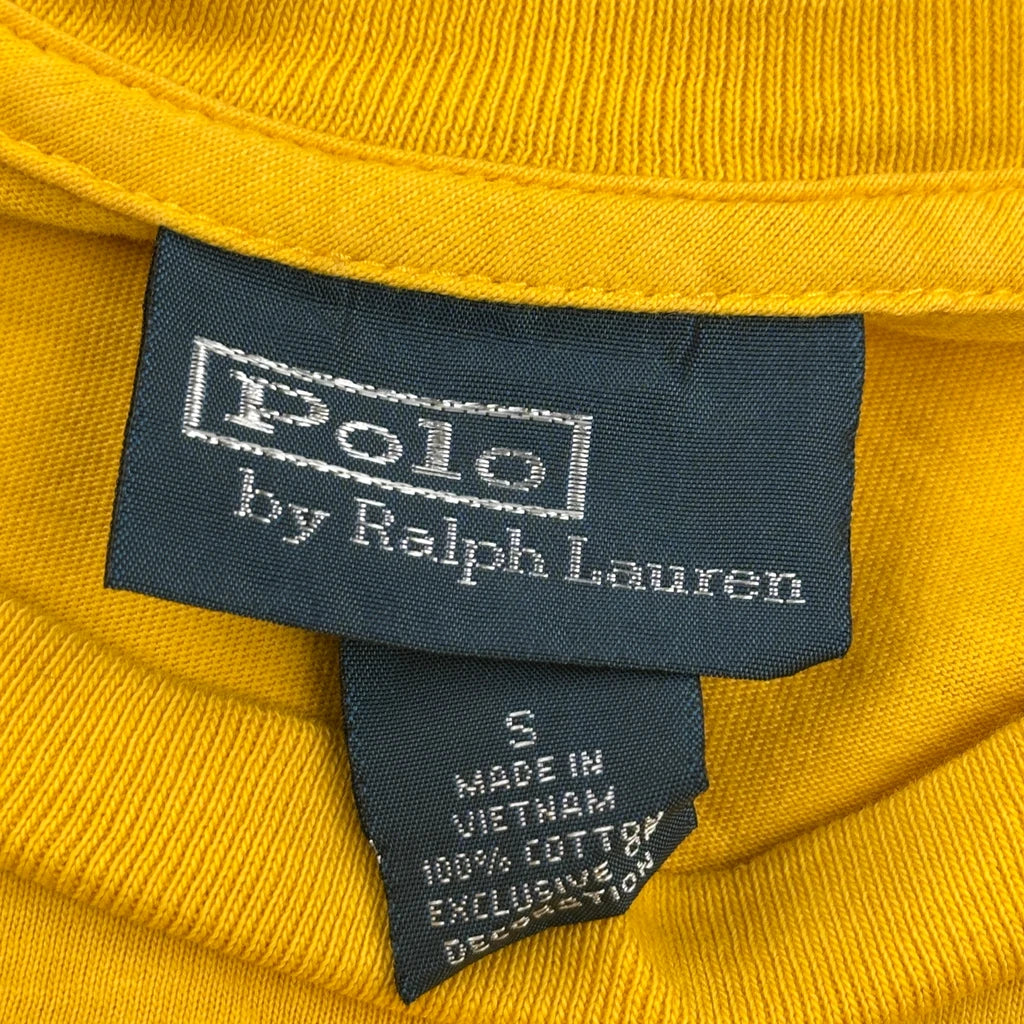 Polo
by Ralph Lauren
S
MADE IN
VIETNAM
100% COTTON
EXCLUSIVE OF
DECORATION